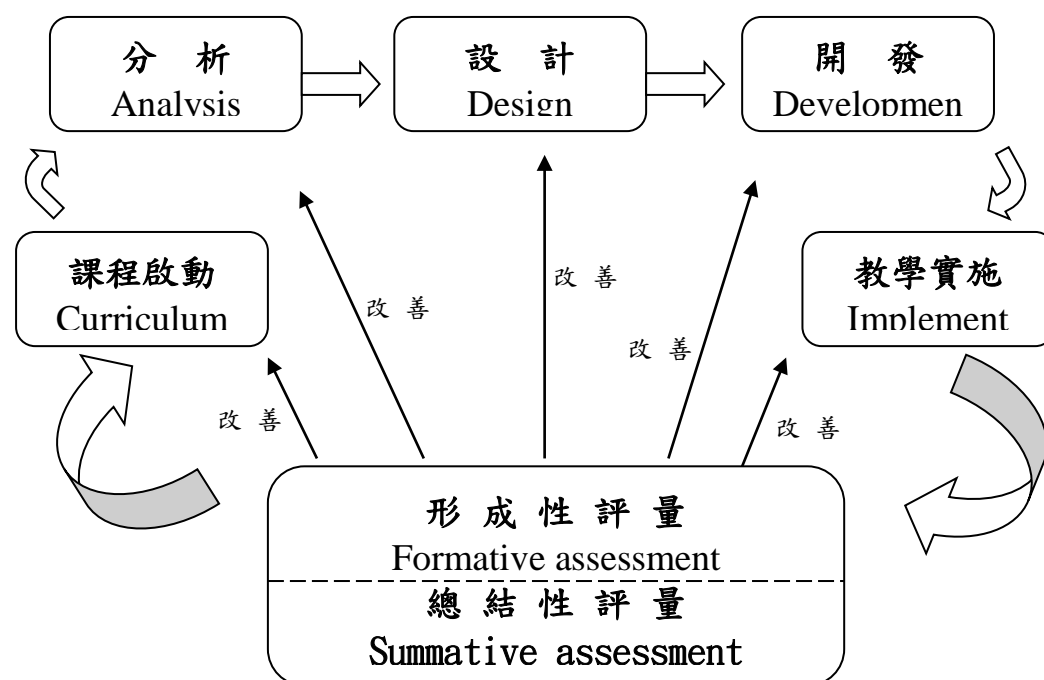 分 析
Analysis
設 計
Design
開 發
Developmen
課程啟動
Curriculum
教學實施
Implement
改 善
改 善
改 善
改 善
改 善
形 成 性 評 量
Formative assessment
總 結 性 評 量
Summative assessment